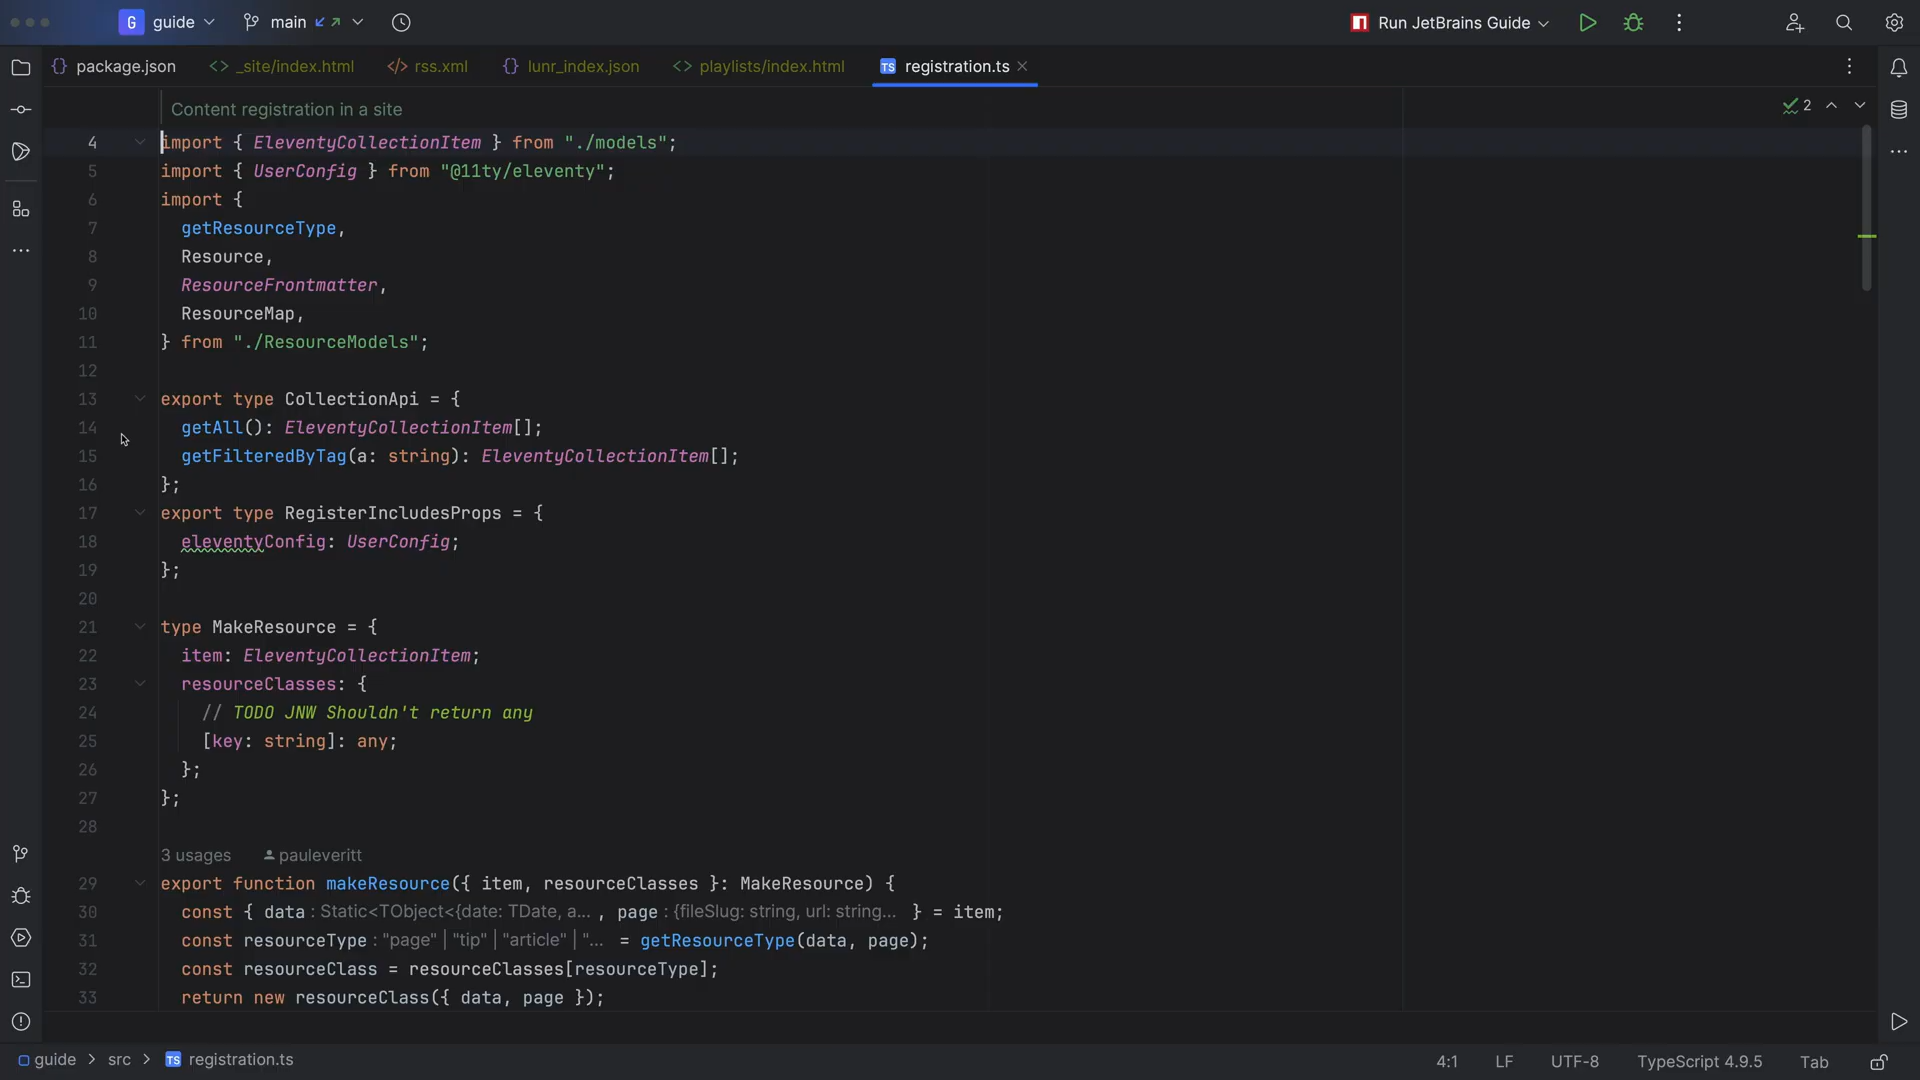 G guide main Run JetBrains Guide
package.json _site/index.html rss.xml lunr_index.json playlists/index.html TS registration.ts
Content registration in a site
2
4 import { EleventyCollectionItem } from "./models";
5 import { UserConfig } from "@11ty/eleventy";
6 import {
7 getResourceType,
8 Resource,
9 ResourceFrontmatter,
10 ResourceMap,
11 } from "./ResourceModels";
12
13 export type CollectionApi = {
14 getAll(): EleventyCollectionItem[];
15 getFilteredByTag(a: string): EleventyCollectionItem[];
16 };
17 export type RegisterIncludesProps = {
18 eleventyConfig: UserConfig;
19 };
20
21 type MakeResource = {
22 item: EleventyCollectionItem;
23 resourceClasses: {
24 // TODO JNW Shouldn't return any
25 [key: string]: any;
26 };
27 };
28
3 usages pauleveritt
29 export function makeResource({ item, resourceClasses }: MakeResource) {
30 const { data : Static<TObject<{date: TDate, a... , page : {fileSlug: string, url: string... } = item;
31 const resourceType : "page" | "tip" | "article" | "... = getResourceType(data, page);
32 const resourceClass = resourceClasses[resourceType];
33 return new resourceClass({ data, page });
guide > src > TS registration.ts 4:1 LF UTF-8 TypeScript 4.9.5 Tab